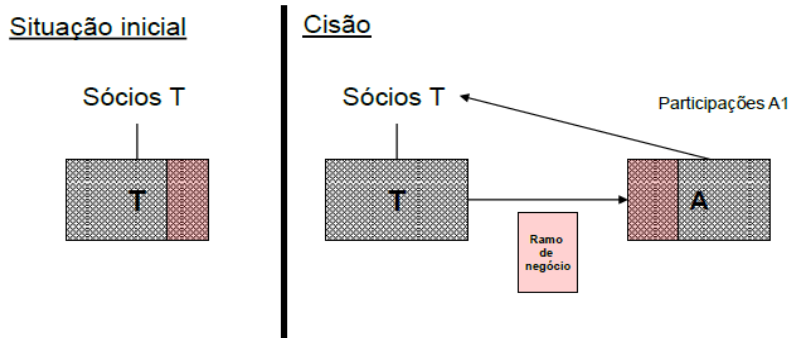 Situação inicial
Cisão
Sócios T
Sócios T
Participações A1
T
T
A
Ramo
de
negócio